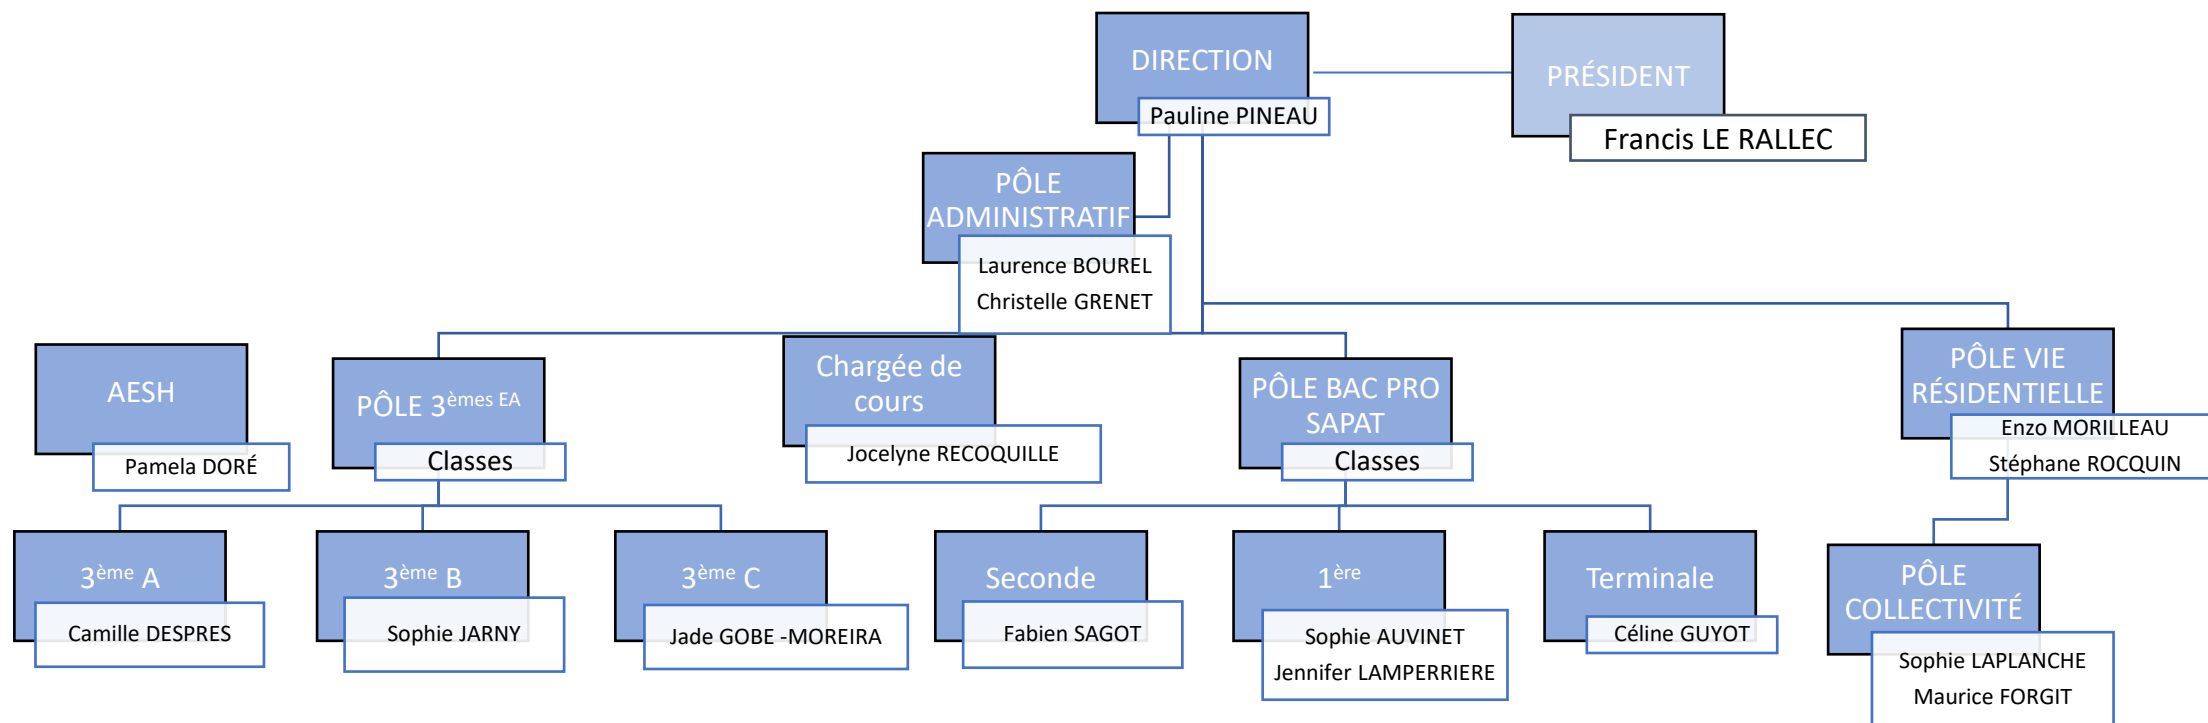 DIRECTION
Pauline PINEAU
PRÉSIDENT
Francis LE RALLEC
PÔLE
ADMINISTRATIF
Laurence BOUREL
Christelle GRENET
AESH
Pamela DORÉ
PÔLE 3èmes EA
Classes
Chargée de
cours
Jocelyne RECOQUILLE
PÔLE BAC PRO
SAPAT
Classes
PÔLE VIE
RÉSIDENTIELLE
Enzo MORILLEAU
Stéphane ROCQUIN
3ème A
Camille DESPRES
3ème B
Sophie JARNY
3ème C
Jade GOBE -MOREIRA
Seconde
Fabien SAGOT
1ère
Sophie AUVINET
Jennifer LAMPERRIERE
Terminale
Céline GUYOT
PÔLE
COLLECTIVITÉ
Sophie LAPLANCHE
Maurice FORGIT